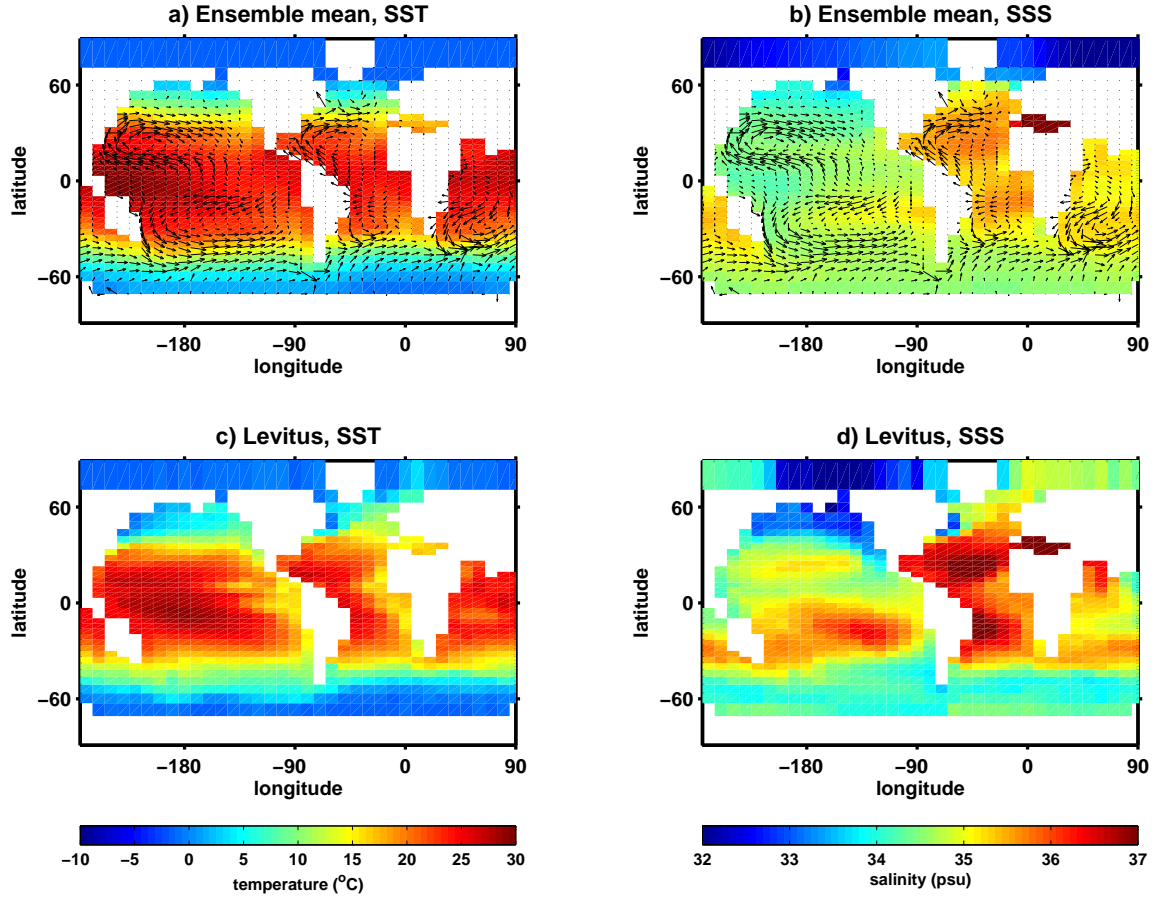 a) Ensemble mean, SST
b) Ensemble mean, SSS
latitude
60
0
−60
−180
−90
0
90
longitude
latitude
60
0
−60
−180
−90
0
90
longitude
c) Levitus, SST
d) Levitus, SSS
latitude
60
0
−60
−180
−90
0
90
longitude
latitude
60
0
−60
−180
−90
0
90
longitude
−10 −5 0 5 10 15 20 25 30
temperature (°C)
32 33 34 35 36 37
salinity (psu)